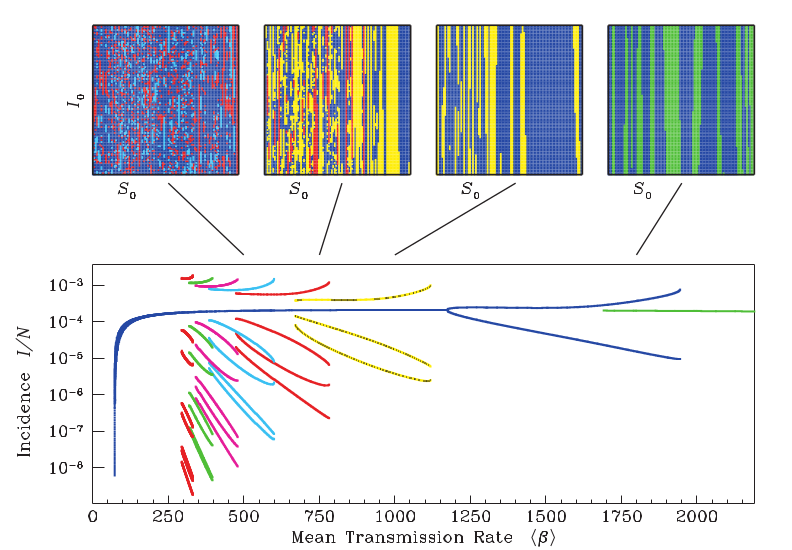 I₀
S₀ S₀ S₀ S₀
10⁻³
10⁻⁴
10⁻⁵
10⁻⁶
10⁻⁷
10⁻⁸
Incidence I/N
0 250 500 750 1000 1250 1500 1750 2000
Mean Transmission Rate ⟨β⟩